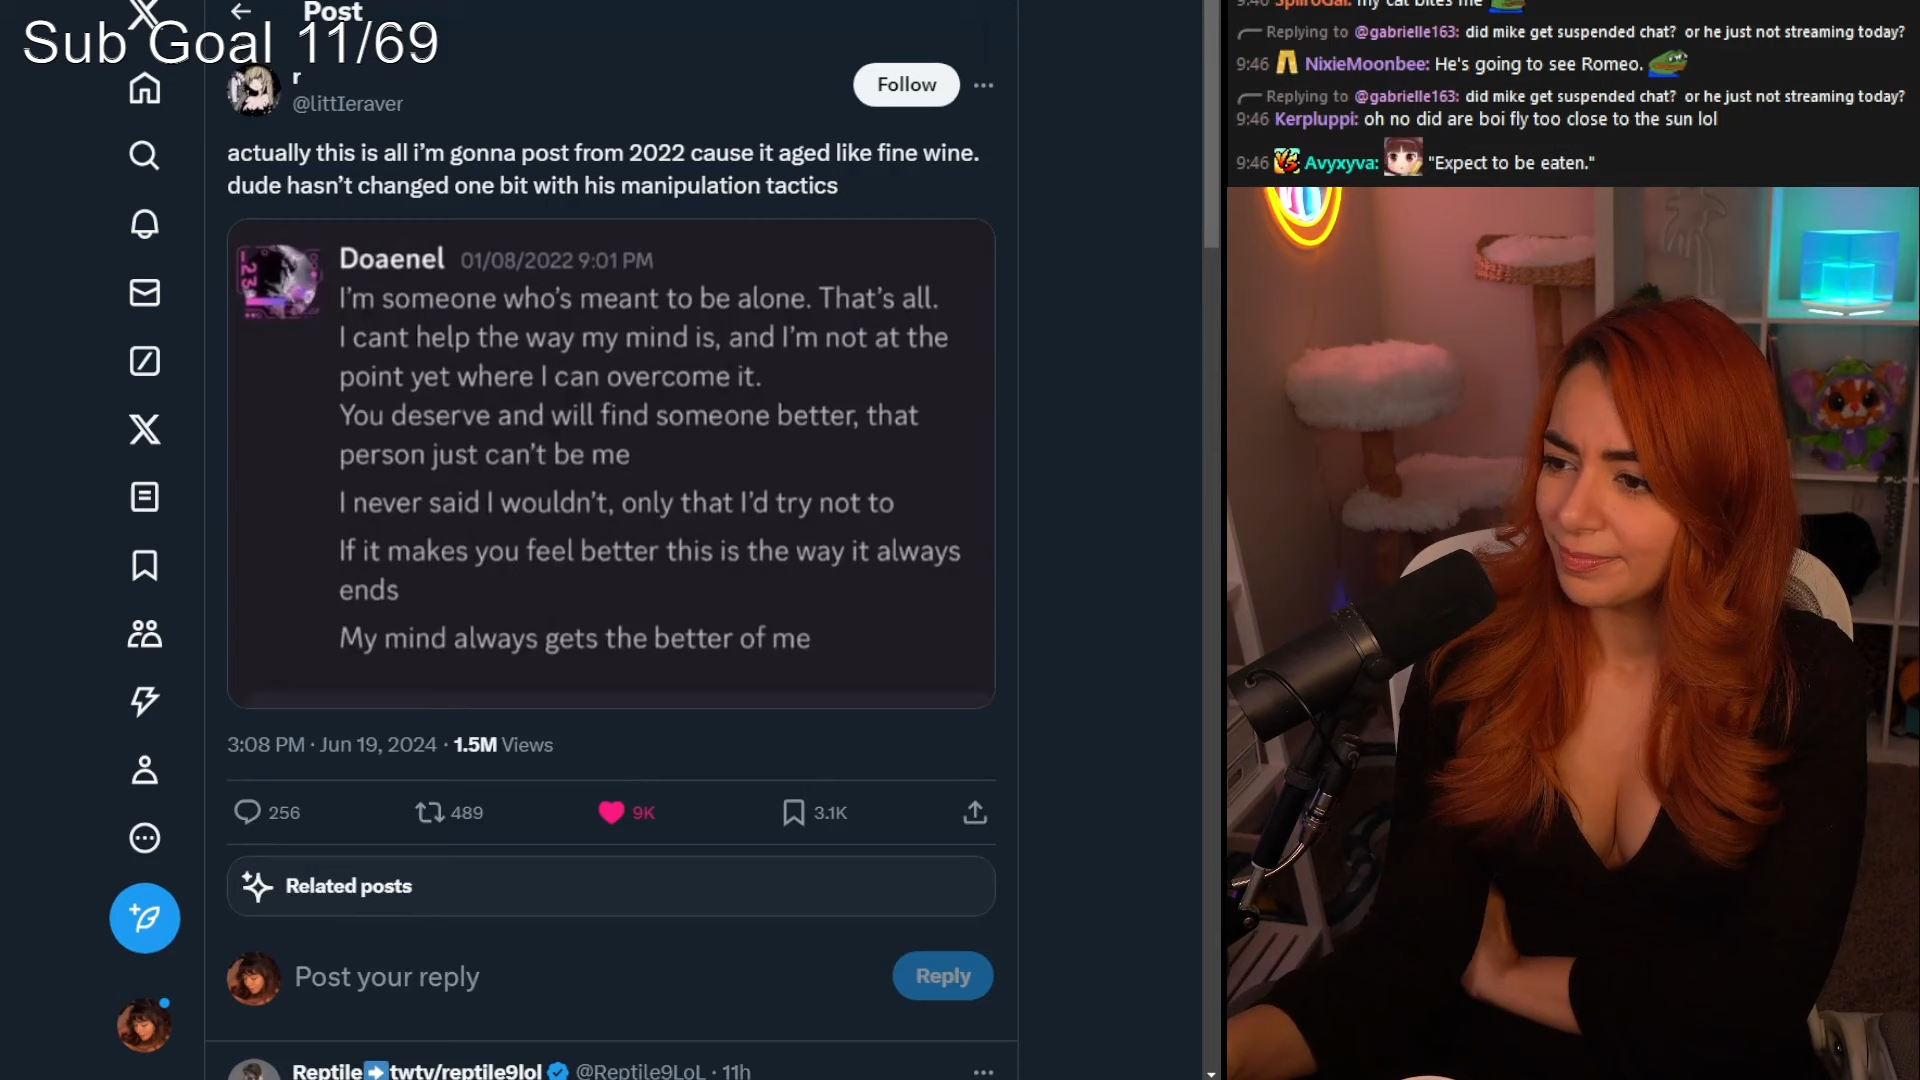 Post
Sub Goal 11/69
r
@littIeraver
Follow
actually this is all i'm gonna post from 2022 cause it aged like fine wine.
dude hasn't changed one bit with his manipulation tactics
Doaenel 01/08/2022 9:01 PM
I'm someone who's meant to be alone. That's all.
I cant help the way my mind is, and I'm not at the
point yet where I can overcome it.
You deserve and will find someone better, that
person just can't be me
I never said I wouldn't, only that I'd try not to
If it makes you feel better this is the way it always
ends
My mind always gets the better of me
3:08 PM · Jun 19, 2024 · 1.5M Views
256 489 9K 3.1K
Related posts
Post your reply
Reply
Reptile➡twtv/reptile9lol @Reptile9LoL · 11h
9:46 SpiroGal: my cat bites me
Replying to @gabrielle163: did mike get suspended chat? or he just not streaming today?
9:46 NixieMoonbee: He's going to see Romeo.
Replying to @gabrielle163: did mike get suspended chat? or he just not streaming today?
9:46 Kerpluppi: oh no did are boi fly too close to the sun lol
9:46 Avyxyva: "Expect to be eaten."